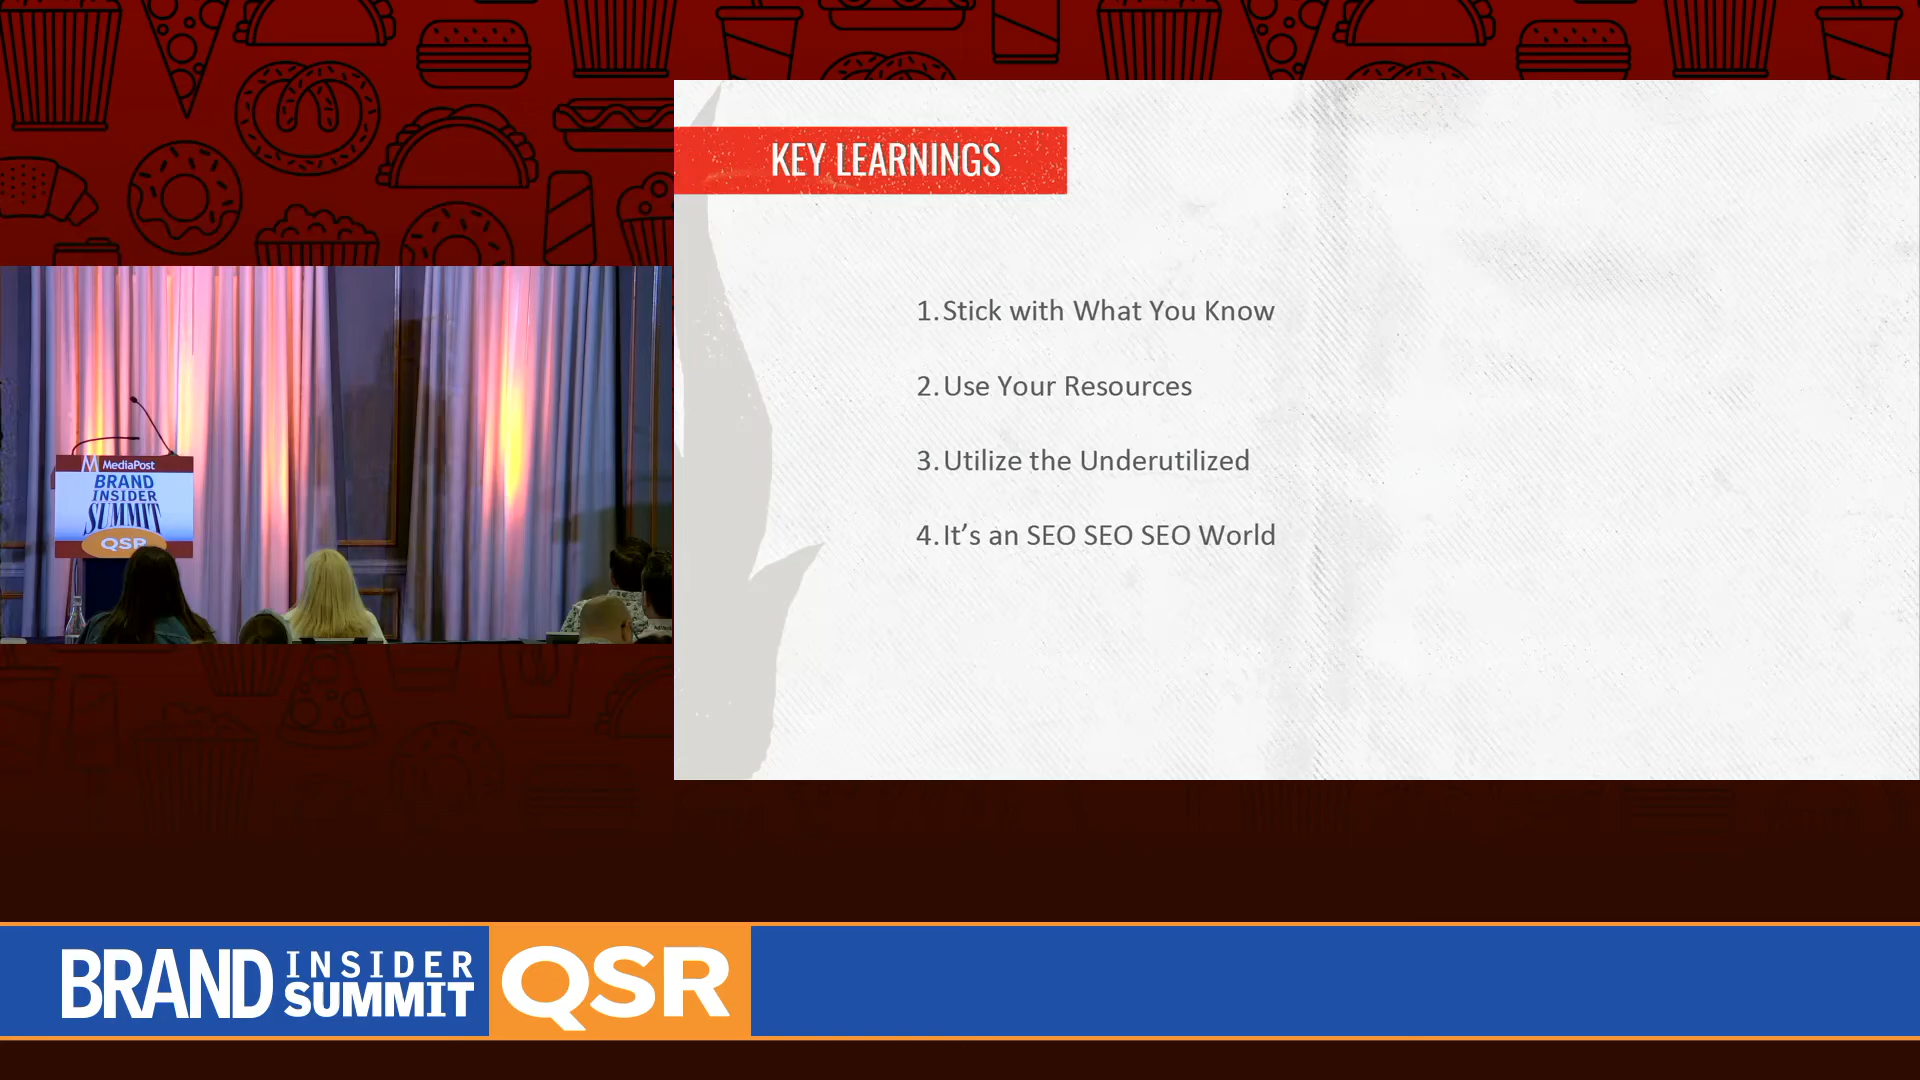 KEY LEARNINGS
1. Stick with What You Know
2. Use Your Resources
3. Utilize the Underutilized
4. It's an SEO SEO SEO World
MediaPost
BRAND
INSIDER
SUMMIT
QSR
BRAND INSIDER SUMMIT QSR